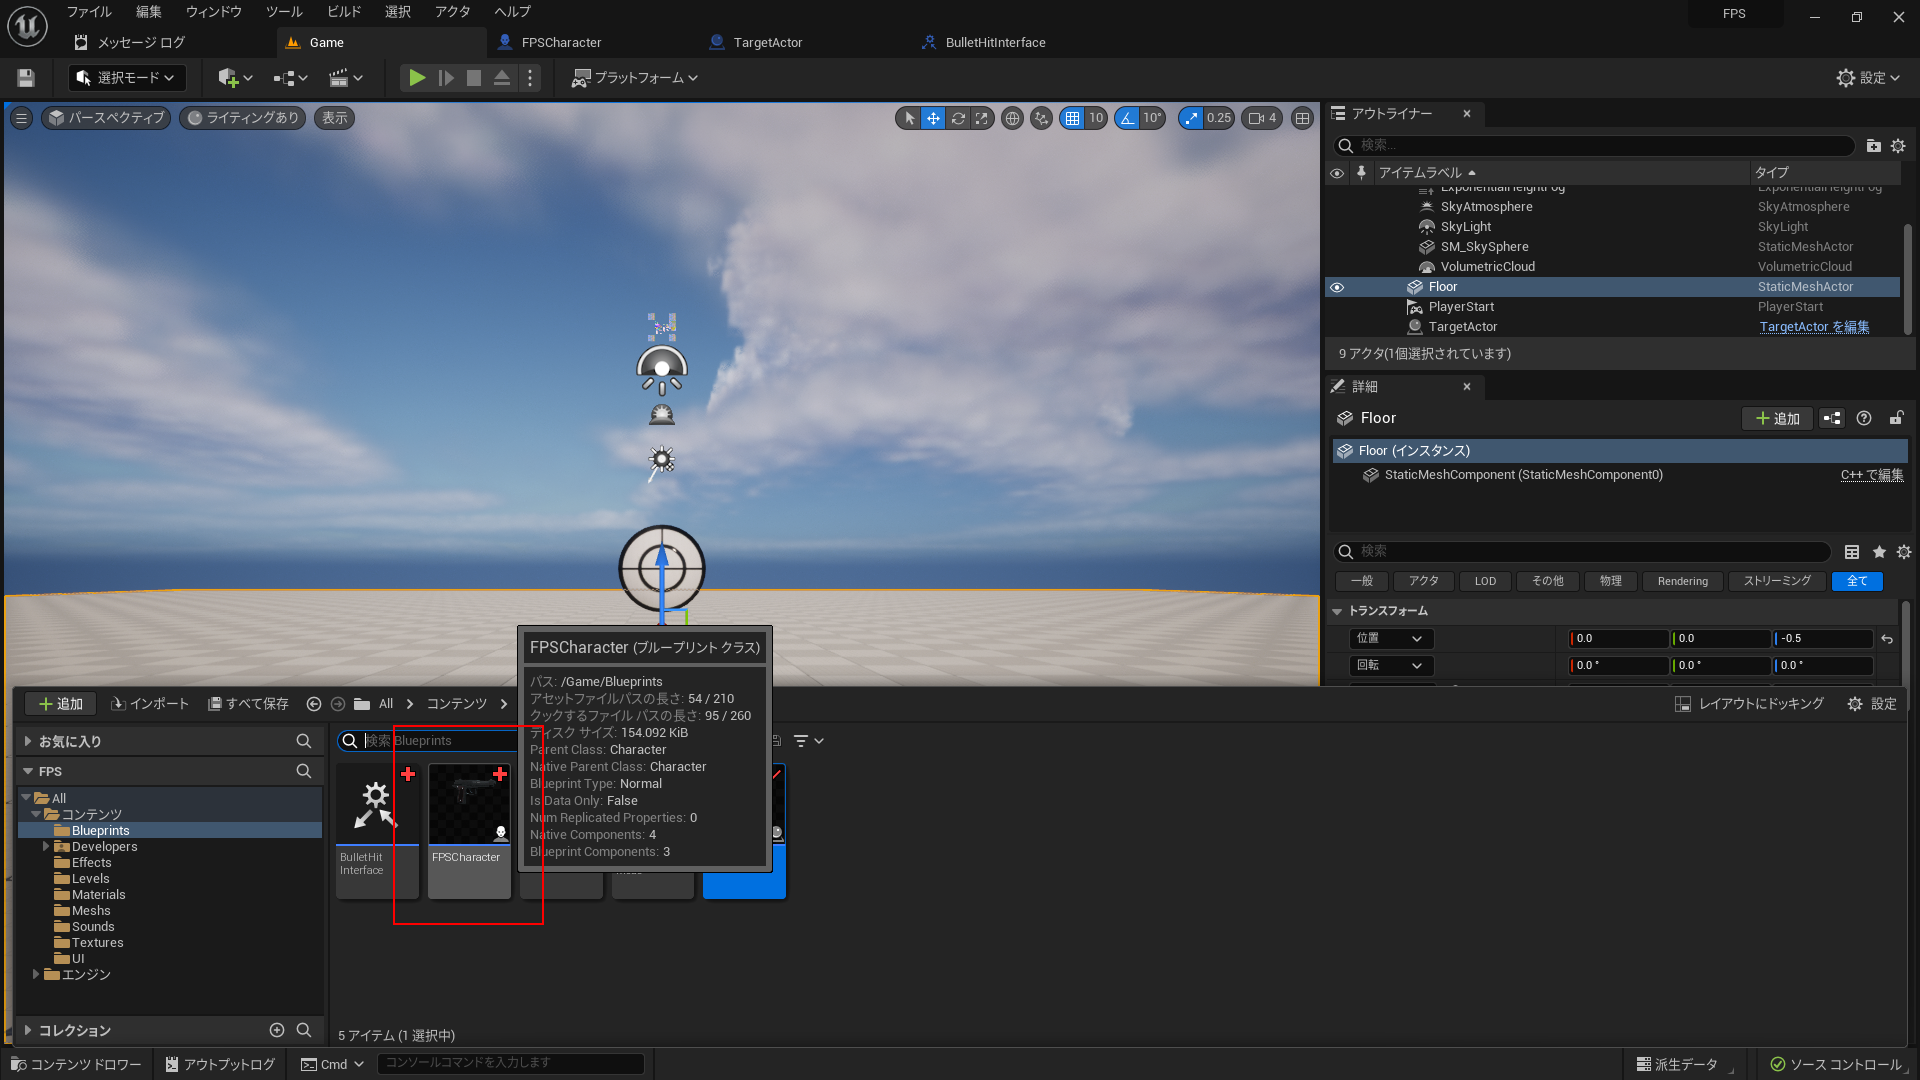 ファイル 編集 ウィンドウ ツール ビルド 選択 アクタ ヘルプ
FPS
メッセージ ログ Game FPSCharacter TargetActor BulletHitInterface
選択モード プラットフォーム 設定
パースペクティブ ライティングあり 表示 10 10° 0.25 4
アウトライナー
検索...
アイテムラベル タイプ
ExponentialHeightFog ExponentialHeightFog
SkyAtmosphere SkyAtmosphere
SkyLight SkyLight
SM_SkySphere StaticMeshActor
VolumetricCloud VolumetricCloud
Floor StaticMeshActor
PlayerStart PlayerStart
TargetActor TargetActor を編集
9 アクタ(1個選択されています)
詳細
Floor 追加
Floor (インスタンス)
StaticMeshComponent (StaticMeshComponent0) C++ で編集
検索
一般 アクタ LOD その他 物理 Rendering ストリーミング 全て
トランスフォーム
位置 0.0 0.0 -0.5
回転 0.0 ° 0.0 ° 0.0 °
FPSCharacter (ブループリント クラス)
パス: /Game/Blueprints
アセットファイルパスの長さ: 54 / 210
クックするファイル パスの長さ: 95 / 260
ディスク サイズ: 154.092 KiB
Parent Class: Character
Native Parent Class: Character
Blueprint Type: Normal
Is Data Only: False
Num Replicated Properties: 0
Native Components: 4
Blueprint Components: 3
追加 インポート すべて保存 All コンテンツ レイアウトにドッキング 設定
お気に入り
検索 Blueprints
FPS
All
コンテンツ
Blueprints
Developers
Effects
Levels
Materials
Meshes
Sounds
Textures
UI
エンジン
コレクション
BulletHit
Interface
FPSCharacter
5 アイテム (1 選択中)
コンテンツ ドロワー アウトプットログ Cmd コンソールコマンドを入力します 派生データ ソース コントロール